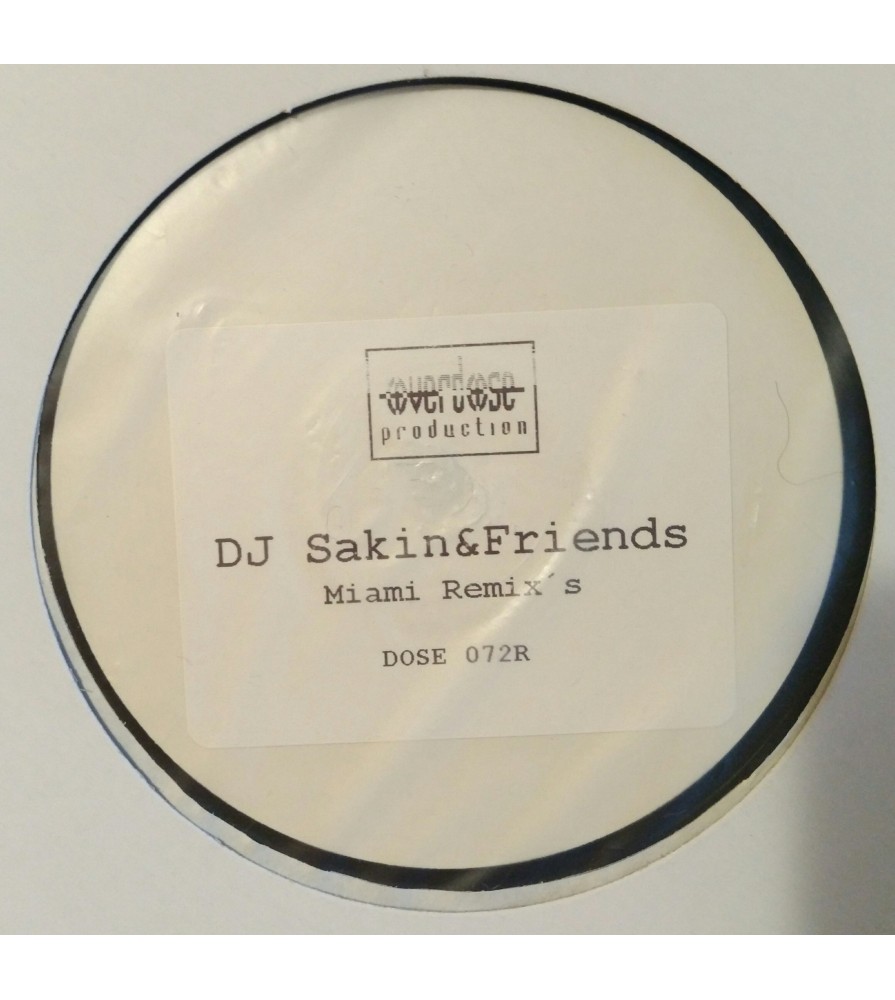 overdose
production
DJ Sakin&Friends
Miami Remix´s
DOSE 072R